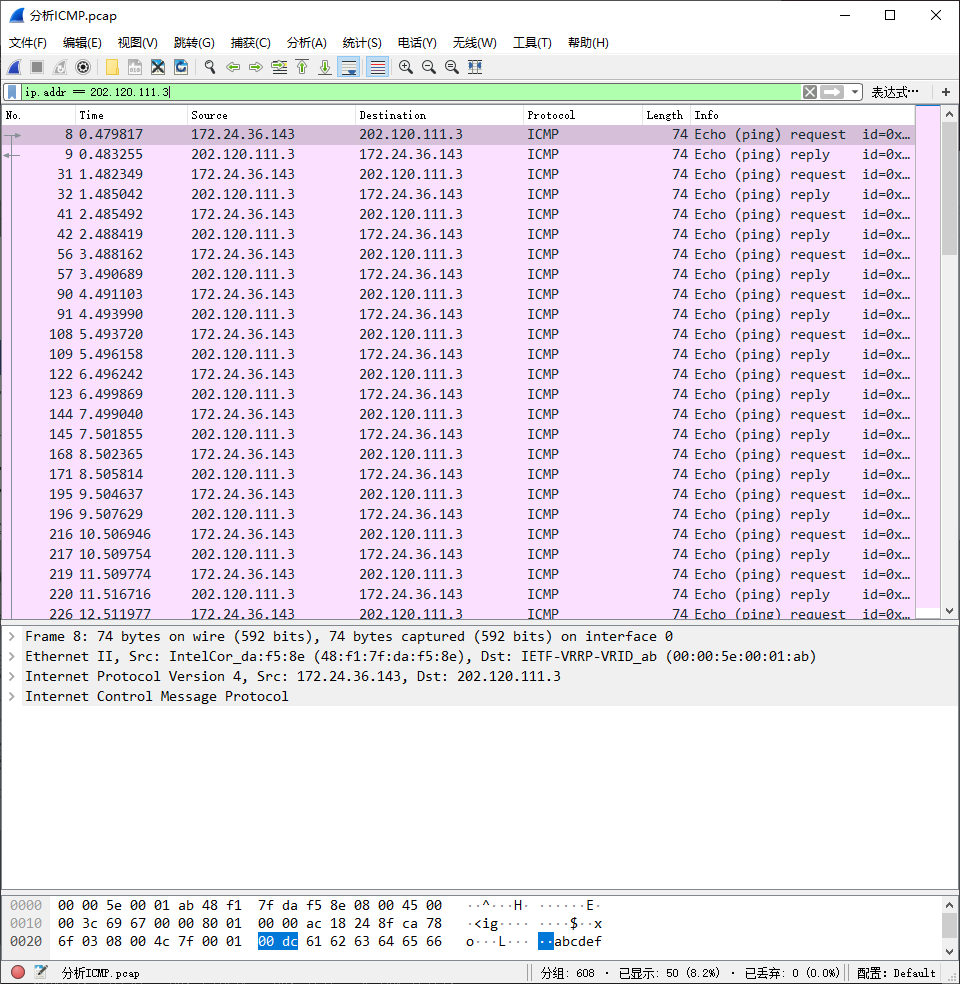 分析ICMP.pcap
文件(F) 编辑(E) 视图(V) 跳转(G) 捕获(C) 分析(A) 统计(S) 电话(Y) 无线(W) 工具(T) 帮助(H)
ip.addr == 202.120.111.3 表达式… +
No. Time Source Destination Protocol Length Info
8 0.479817 172.24.36.143 202.120.111.3 ICMP 74 Echo (ping) request id=0x…
9 0.483255 202.120.111.3 172.24.36.143 ICMP 74 Echo (ping) reply id=0x…
31 1.482349 172.24.36.143 202.120.111.3 ICMP 74 Echo (ping) request id=0x…
32 1.485042 202.120.111.3 172.24.36.143 ICMP 74 Echo (ping) reply id=0x…
41 2.485492 172.24.36.143 202.120.111.3 ICMP 74 Echo (ping) request id=0x…
42 2.488419 202.120.111.3 172.24.36.143 ICMP 74 Echo (ping) reply id=0x…
56 3.488162 172.24.36.143 202.120.111.3 ICMP 74 Echo (ping) request id=0x…
57 3.490689 202.120.111.3 172.24.36.143 ICMP 74 Echo (ping) reply id=0x…
90 4.491103 172.24.36.143 202.120.111.3 ICMP 74 Echo (ping) request id=0x…
91 4.493990 202.120.111.3 172.24.36.143 ICMP 74 Echo (ping) reply id=0x…
108 5.493720 172.24.36.143 202.120.111.3 ICMP 74 Echo (ping) request id=0x…
109 5.496158 202.120.111.3 172.24.36.143 ICMP 74 Echo (ping) reply id=0x…
122 6.496242 172.24.36.143 202.120.111.3 ICMP 74 Echo (ping) request id=0x…
123 6.499869 202.120.111.3 172.24.36.143 ICMP 74 Echo (ping) reply id=0x…
144 7.499040 172.24.36.143 202.120.111.3 ICMP 74 Echo (ping) request id=0x…
145 7.501855 202.120.111.3 172.24.36.143 ICMP 74 Echo (ping) reply id=0x…
168 8.502365 172.24.36.143 202.120.111.3 ICMP 74 Echo (ping) request id=0x…
171 8.505814 202.120.111.3 172.24.36.143 ICMP 74 Echo (ping) reply id=0x…
195 9.504637 172.24.36.143 202.120.111.3 ICMP 74 Echo (ping) request id=0x…
196 9.507629 202.120.111.3 172.24.36.143 ICMP 74 Echo (ping) reply id=0x…
216 10.506946 172.24.36.143 202.120.111.3 ICMP 74 Echo (ping) request id=0x…
217 10.509754 202.120.111.3 172.24.36.143 ICMP 74 Echo (ping) reply id=0x…
219 11.509774 172.24.36.143 202.120.111.3 ICMP 74 Echo (ping) request id=0x…
220 11.516716 202.120.111.3 172.24.36.143 ICMP 74 Echo (ping) reply id=0x…
226 12.511977 172.24.36.143 202.120.111.3 ICMP 74 Echo (ping) request id=0x…
Frame 8: 74 bytes on wire (592 bits), 74 bytes captured (592 bits) on interface 0
Ethernet II, Src: IntelCor_da:f5:8e (48:f1:7f:da:f5:8e), Dst: IETF-VRRP-VRID_ab (00:00:5e:00:01:ab)
Internet Protocol Version 4, Src: 172.24.36.143, Dst: 202.120.111.3
Internet Control Message Protocol
0000 00 00 5e 00 01 ab 48 f1 7f da f5 8e 08 00 45 00 ··^···H· ······E·
0010 00 3c 69 67 00 00 80 01 00 00 ac 18 24 8f ca 78 ·<ig···· ····$··x
0020 6f 03 08 00 4c 7f 00 01 00 dc 61 62 63 64 65 66 o···L··· ··abcdef
分析ICMP.pcap 分组: 608 · 已显示: 50 (8.2%) · 已丢弃: 0 (0.0%) 配置: Default